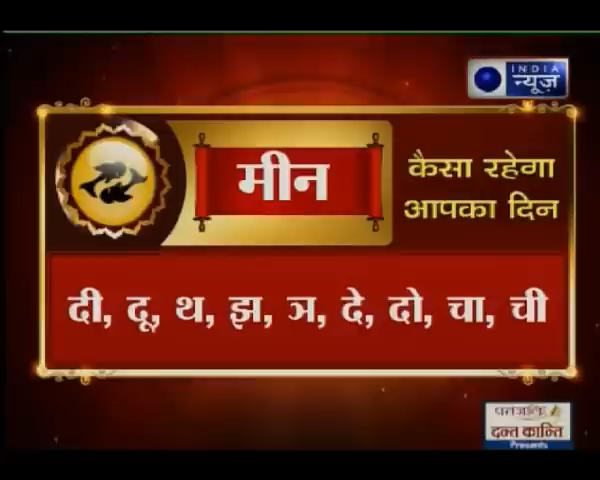 INDIA
न्यूज़
मीन
कैसा रहेगा
आपका दिन
दी, दू, थ, झ, ञ, दे, दो, चा, ची
पतंजलि
दन्त कान्ति
Presents